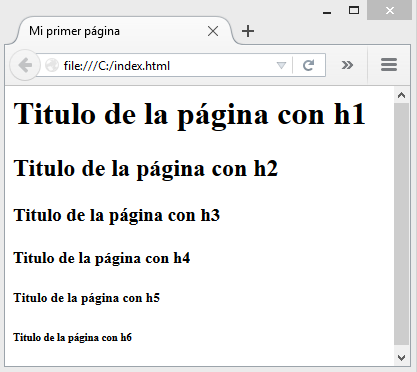 Mi primer página
file:///C:/index.html
Titulo de la página con h1
Titulo de la página con h2
Titulo de la página con h3
Titulo de la página con h4
Titulo de la página con h5
Titulo de la página con h6